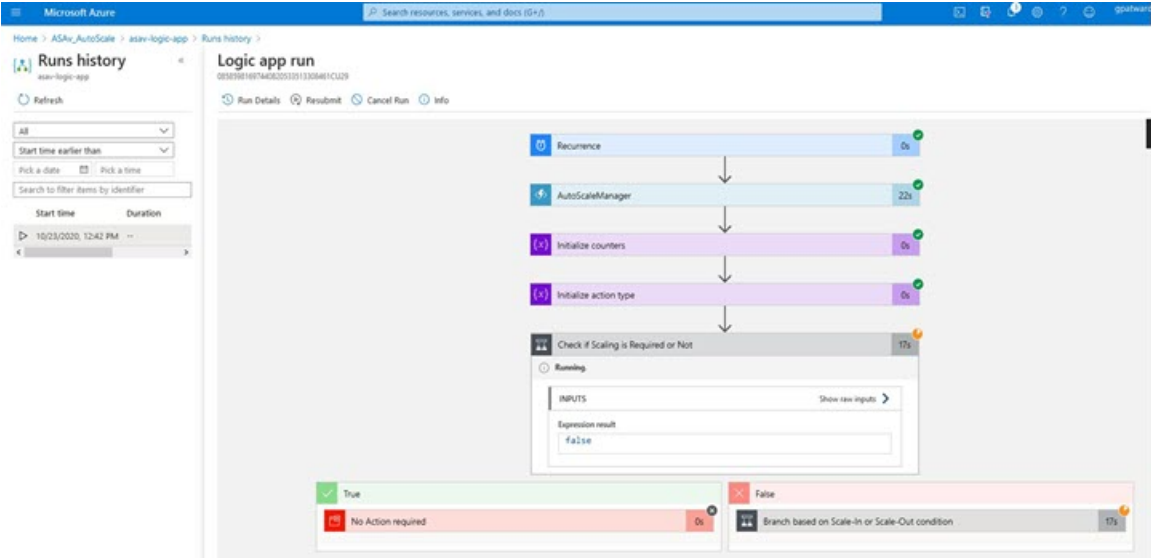 Microsoft Azure
Search resources, services, and docs (G+/)
gpatward
Home > ASAv_AutoScale > asav-logic-app > Runs history >
Runs history
asav-logic-app
Refresh
All
Start time earlier than
Pick a date
Pick a time
Search to filter items by identifier
Start time
Duration
10/23/2020, 12:42 PM
--
Logic app run
Run Details
Resubmit
Cancel Run
Info
Recurrence
0s
AutoScaleManager
22s
{x} Initialize counters
0s
{x} Initialize action type
0s
Check if Scaling is Required or Not
17s
Running.
INPUTS
Show raw inputs
Expression result
false
True
No Action required
0s
False
Branch based on Scale-In or Scale-Out condition
17s